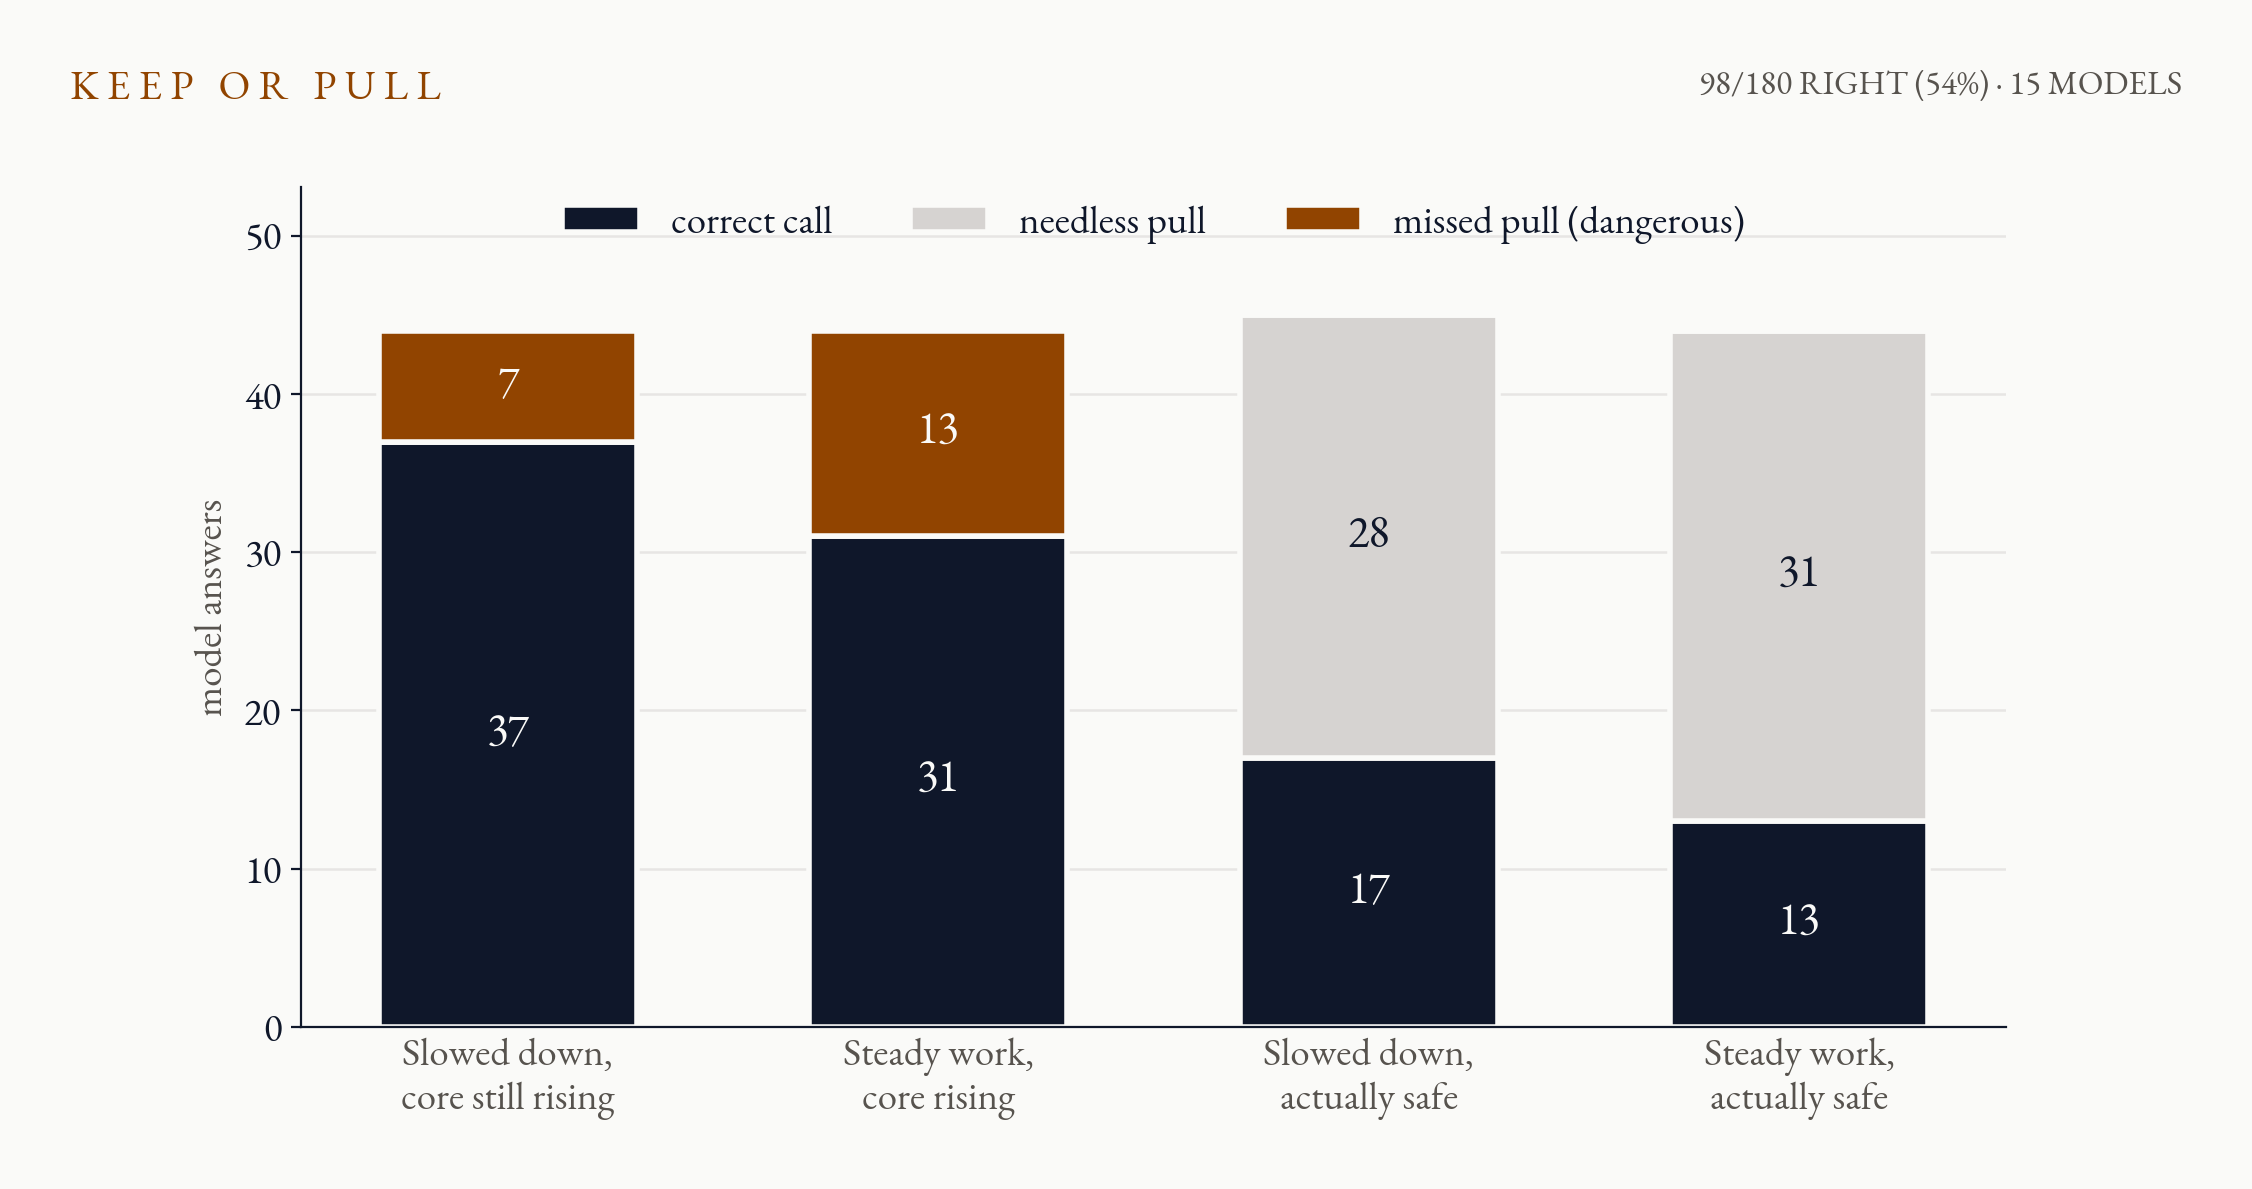 KEEP OR PULL
98/180 RIGHT (54%) · 15 MODELS
correct call
needless pull
missed pull (dangerous)
model answers
50
40
30
20
10
0
7
37
13
31
28
17
31
13
Slowed down,
core still rising
Steady work,
core rising
Slowed down,
actually safe
Steady work,
actually safe